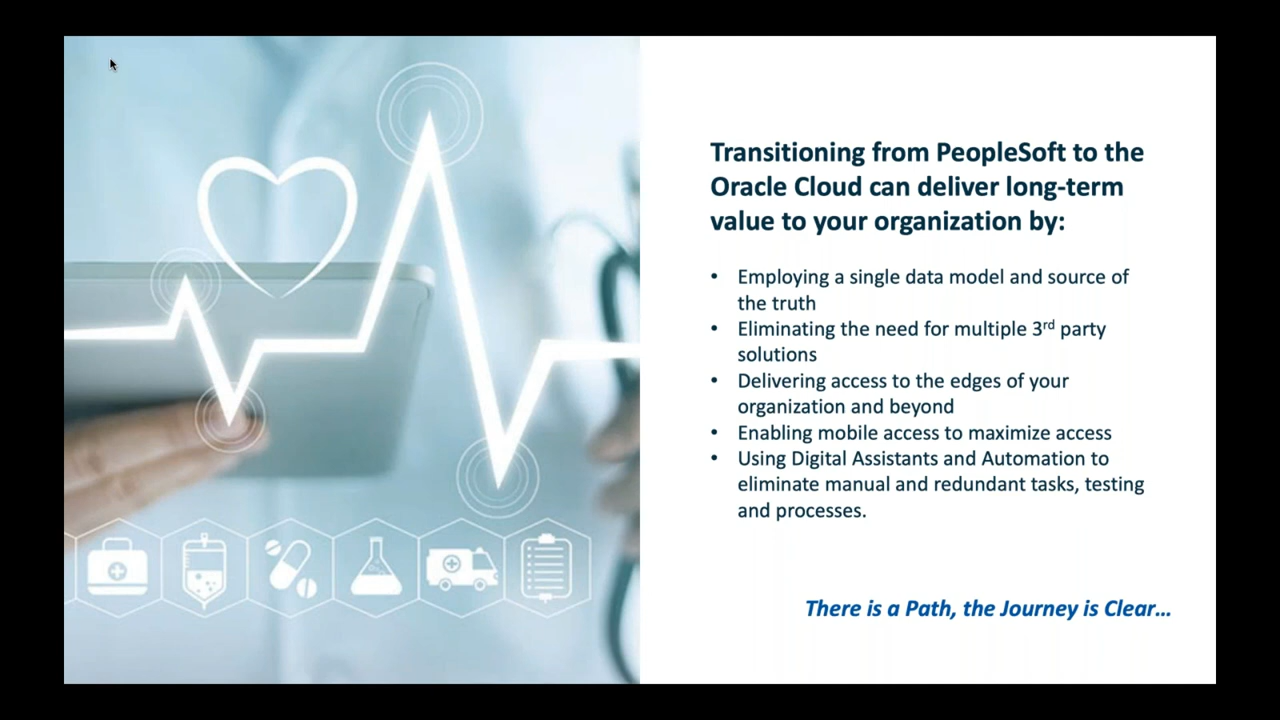 Transitioning from PeopleSoft to the
Oracle Cloud can deliver long-term
value to your organization by:
• Employing a single data model and source of
the truth
• Eliminating the need for multiple 3rd party
solutions
• Delivering access to the edges of your
organization and beyond
• Enabling mobile access to maximize access
• Using Digital Assistants and Automation to
eliminate manual and redundant tasks, testing
and processes.
There is a Path, the Journey is Clear...